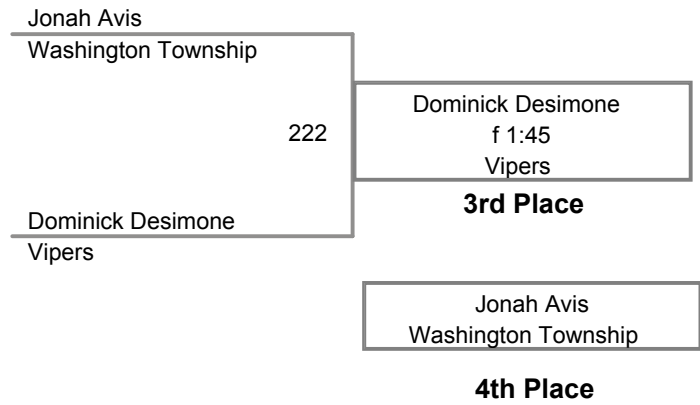 Jonah Avis
Washington Township
222
Dominick Desimone
f 1:45
Vipers
3rd Place
Dominick Desimone
Vipers
Jonah Avis
Washington Township
4th Place